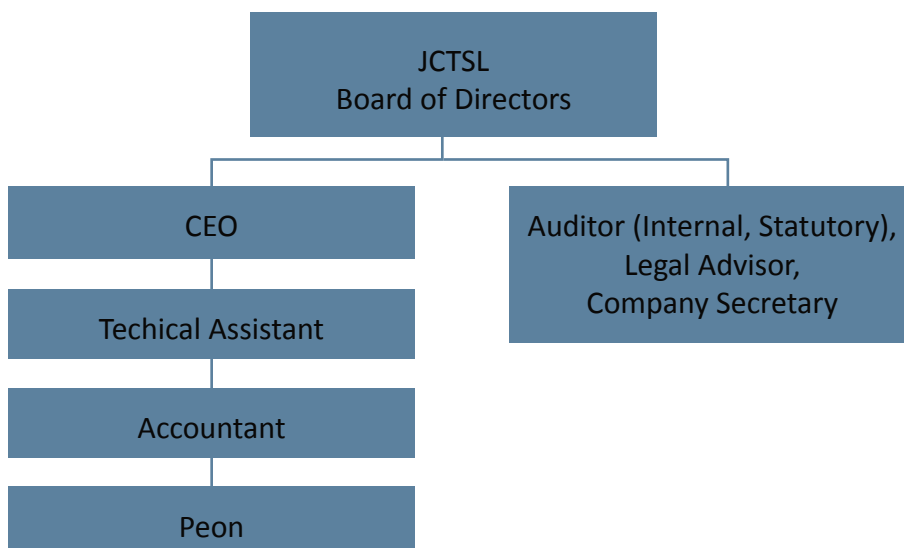 JCTSL
Board of Directors
CEO
Auditor (Internal, Statutory),
Legal Advisor,
Company Secretary
Techical Assistant
Accountant
Peon